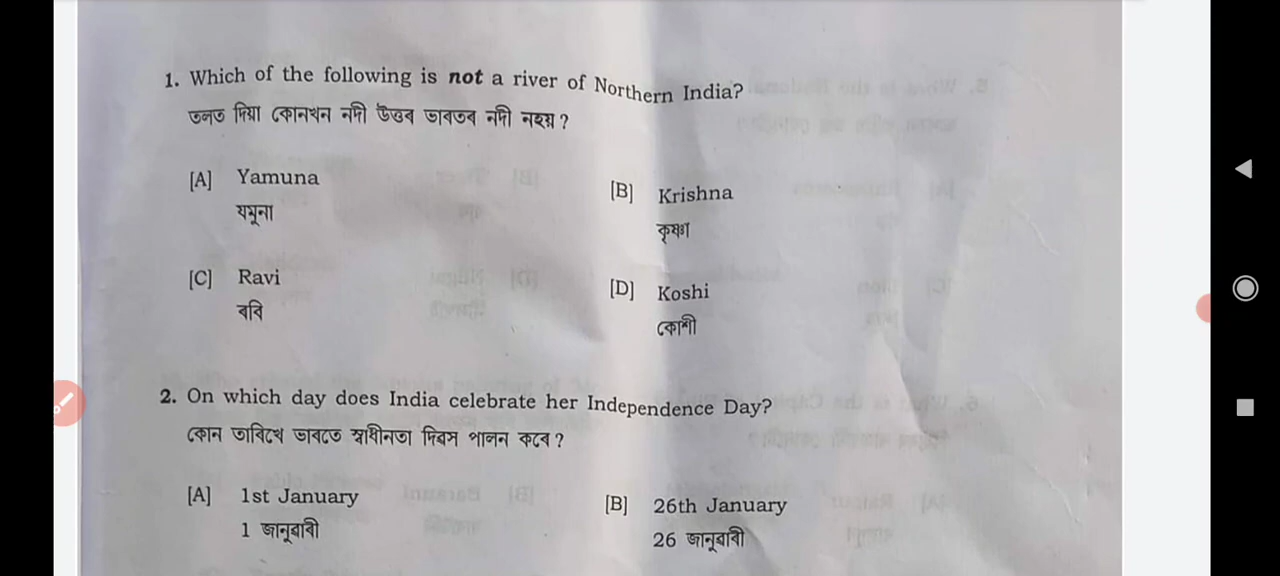 1. Which of the following is not a river of Northern India?
তলত দিয়া কোনখন নদী উত্তৰ ভাৰতৰ নদী নহয় ?
[A] Yamuna
যমুনা
[B] Krishna
কৃষ্ণা
[C] Ravi
ৰবি
[D] Koshi
কোশী
2. On which day does India celebrate her Independence Day?
কোন তাৰিখে ভাৰতে স্বাধীনতা দিৱস পালন কৰে ?
[A] 1st January
1 জানুৱাৰী
[B] 26th January
26 জানুৱাৰী